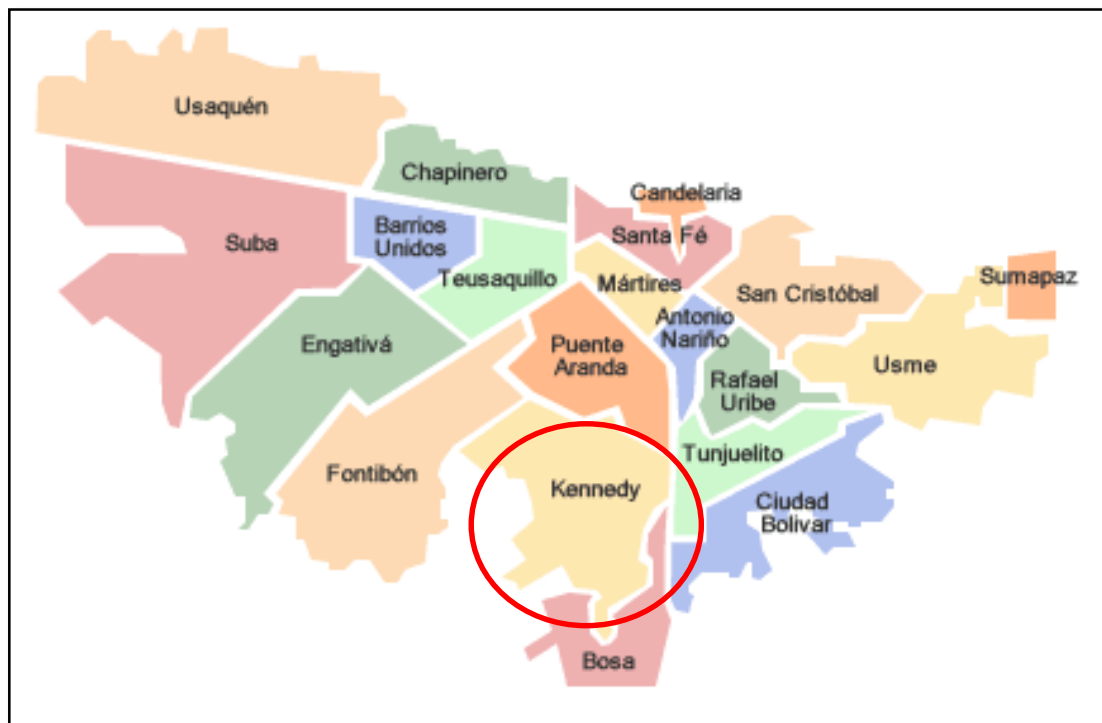 Usaquén
Chapinero
Candelaria
Barrios
Unidos
Suba
Santa Fé
Teusaquillo
Mártires
San Cristóbal
Sumapaz
Antonio
Nariño
Engativá
Puente
Aranda
Usme
Rafael
Uribe
Tunjuelito
Fontibón
Kennedy
Ciudad
Bolivar
Bosa